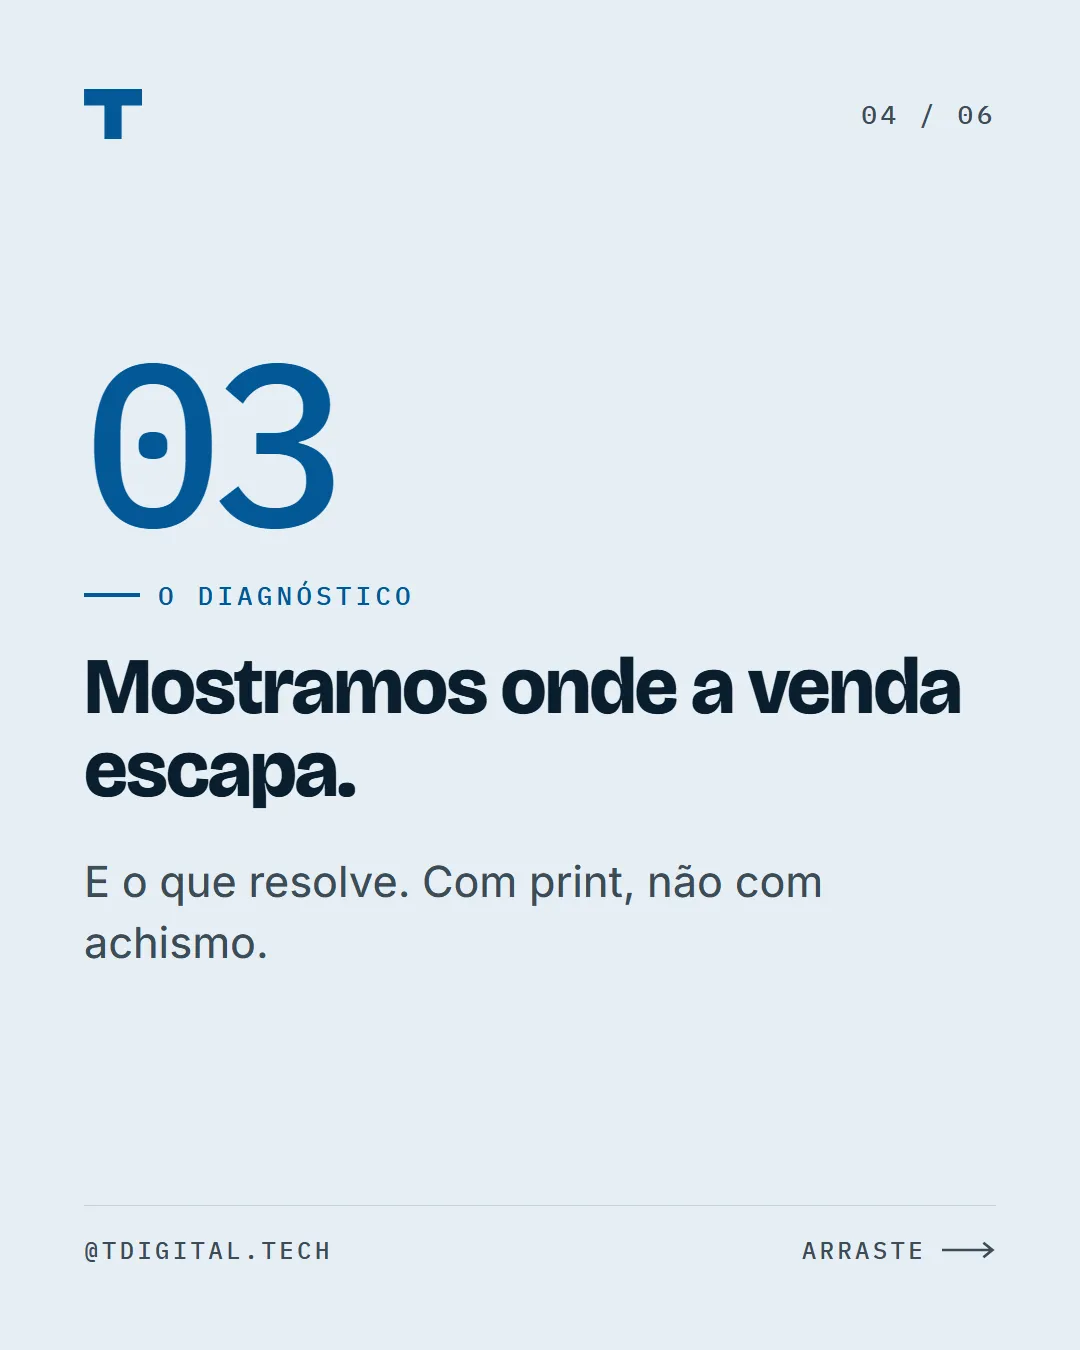 T
04 / 06
03
O DIAGNÓSTICO
Mostramos onde a venda
escapa.
E o que resolve. Com print, não com
achismo.
@TDIGITAL.TECH
ARRASTE